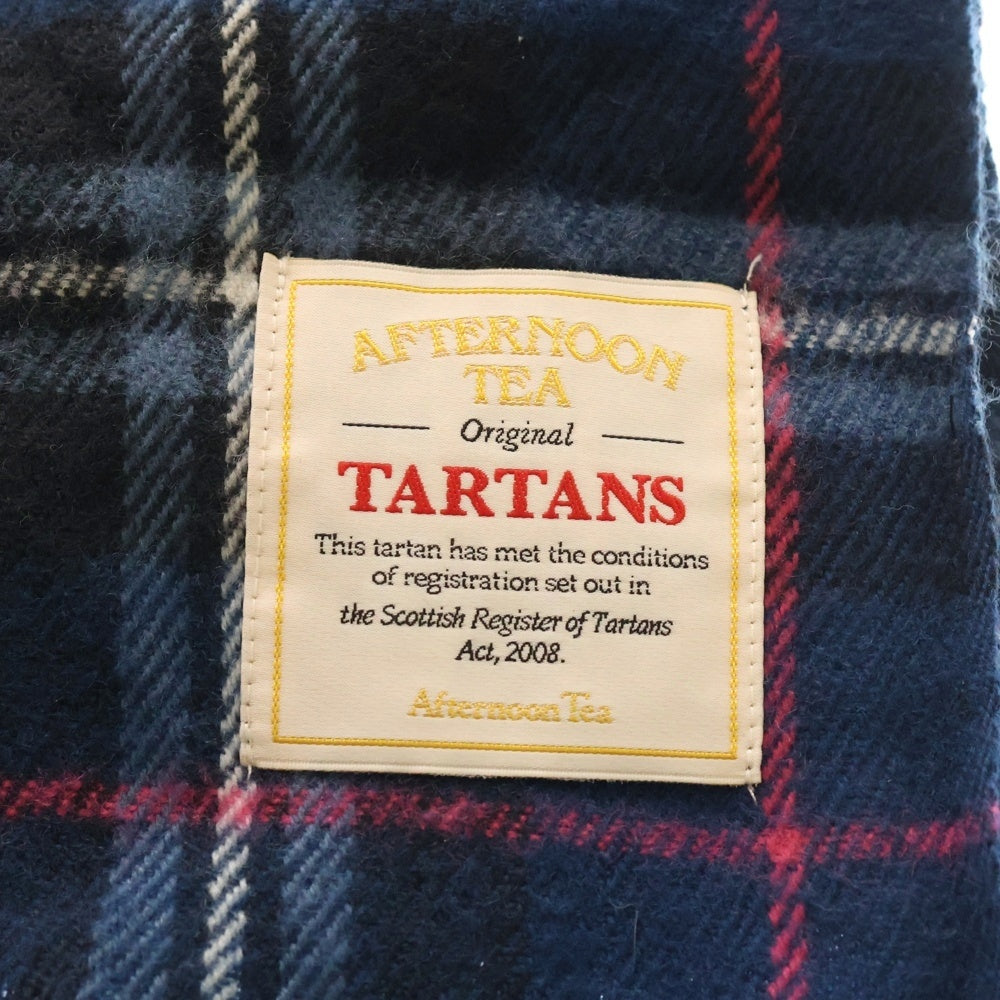 AFTERNOON
TEA
Original
TARTANS
This tartan has met the conditions
of registration set out in
the Scottish Register of Tartans
Act, 2008.
Afternoon Tea